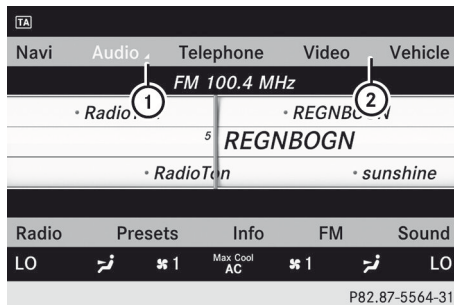 TA
Navi Audio Telephone Video Vehicle
FM 100.4 MHz
1 2
• Radio • REGNB
5 REGNBOGN
• RadioTon • sunshine
Radio Presets Info FM Sound
LO 1 Max Cool AC 1 LO
P82.87-5564-31